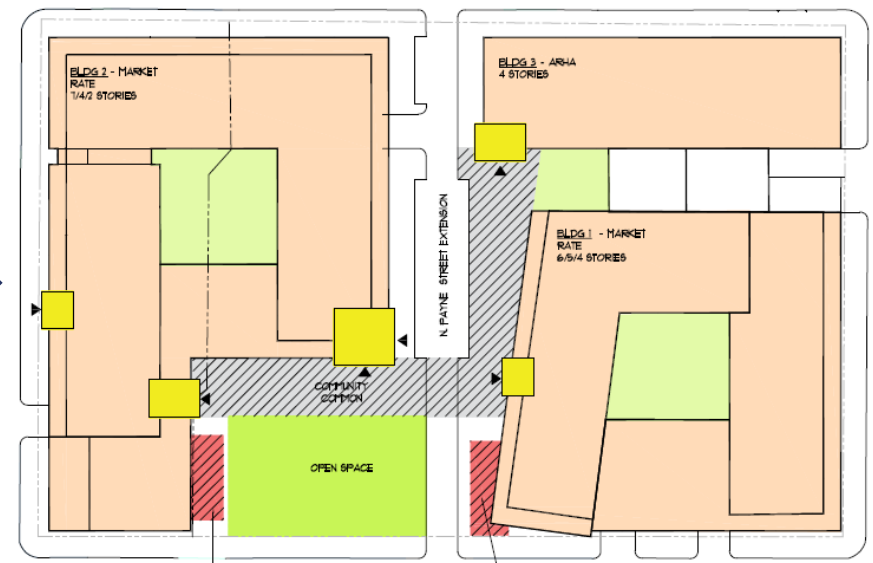 BLDG 2 - MARKET
RATE
7/4/2 STORIES
BLDG 3 - ARHA
4 STORIES
N. PAYNE STREET EXTENSION
BLDG 1 - MARKET
RATE
6/5/4 STORIES
COMMUNITY
COMMON
OPEN SPACE